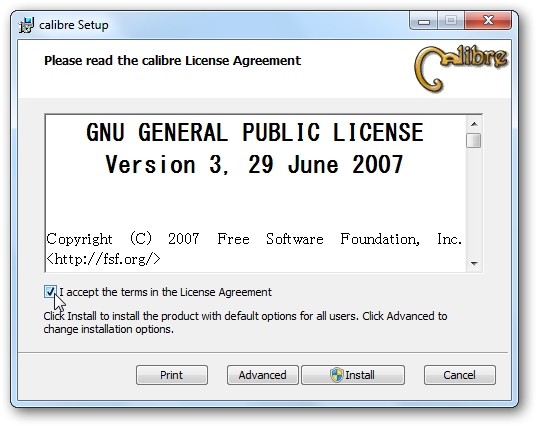 calibre Setup
Please read the calibre License Agreement
Calibre
GNU GENERAL PUBLIC LICENSE
Version 3, 29 June 2007
Copyright (C) 2007 Free Software Foundation, Inc.
<http://fsf.org/>
I accept the terms in the License Agreement
Click Install to install the product with default options for all users. Click Advanced to
change installation options.
Print
Advanced
Install
Cancel